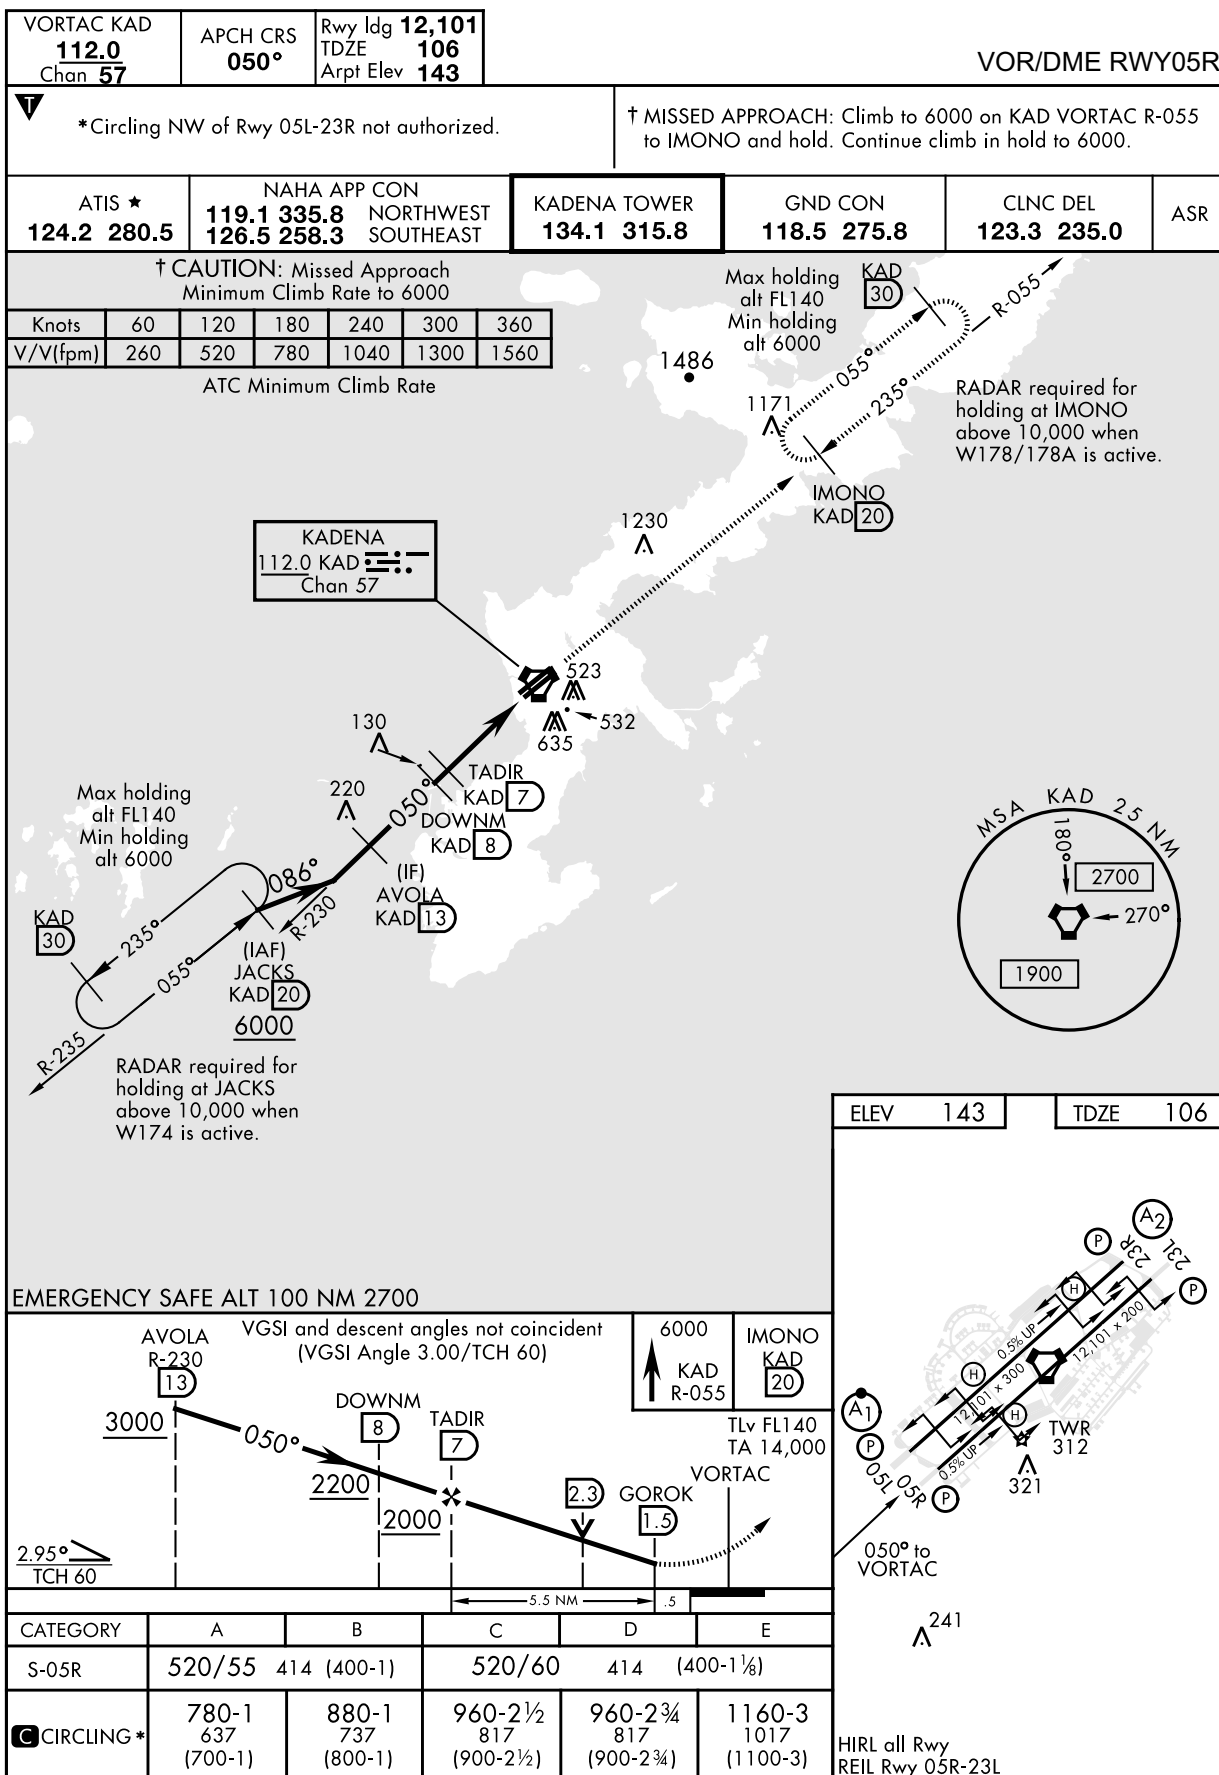 VORTAC KAD
112.0
Chan 57
APCH CRS
050°
Rwy ldg 12,101
TDZE 106
Arpt Elev 143
VOR/DME RWY05R
T
*Circling NW of Rwy 05L-23R not authorized.
† MISSED APPROACH: Climb to 6000 on KAD VORTAC R-055
to IMONO and hold. Continue climb in hold to 6000.
ATIS ★
124.2 280.5
NAHA APP CON
119.1 335.8 NORTHWEST
126.5 258.3 SOUTHEAST
KADENA TOWER
134.1 315.8
GND CON
118.5 275.8
CLNC DEL
123.3 235.0
ASR
† CAUTION: Missed Approach
Minimum Climb Rate to 6000
Knots 60 120 180 240 300 360
V/V(fpm) 260 520 780 1040 1300 1560
ATC Minimum Climb Rate
Max holding
alt FL140
Min holding
alt 6000
KAD
30
R-055
055°
235°
1486
1171
RADAR required for
holding at IMONO
above 10,000 when
W178/178A is active.
IMONO
KAD 20
1230
KADENA
112.0 KAD
Chan 57
523
532
635
130
TADIR
KAD 7
220
050°
DOWNM
KAD 8
Max holding
alt FL140
Min holding
alt 6000
086°
(IF)
AVOLA
KAD 13
R-230
KAD
30
235°
055°
(IAF)
JACKS
KAD 20
6000
R-235
RADAR required for
holding at JACKS
above 10,000 when
W174 is active.
MSA KAD 25 NM
180°
2700
270°
1900
ELEV 143
TDZE 106
EMERGENCY SAFE ALT 100 NM 2700
AVOLA
R-230
13
VGSI and descent angles not coincident
(VGSI Angle 3.00/TCH 60)
6000
KAD
R-055
IMONO
KAD
20
3000
050°
DOWNM
8
TADIR
7
TLv FL140
TA 14,000
2200
2000
2.3
GOROK
1.5
VORTAC
2.95°
TCH 60
5.5 NM
.5
CATEGORY A B C D E
S-05R 520/55 414 (400-1) 520/60 414 (400-1⅛)
C CIRCLING*
780-1
637
(700-1)
880-1
737
(800-1)
960-2½
817
(900-2½)
960-2¾
817
(900-2¾)
1160-3
1017
(1100-3)
A2
P
23R
23L
P
H
0.5% UP
12,101 x 200
H
12,101 x 300
A1
P
H
0.5% UP
TWR
312
321
05L
05R
P
050° to
VORTAC
241
HIRL all Rwy
REIL Rwy 05R-23L